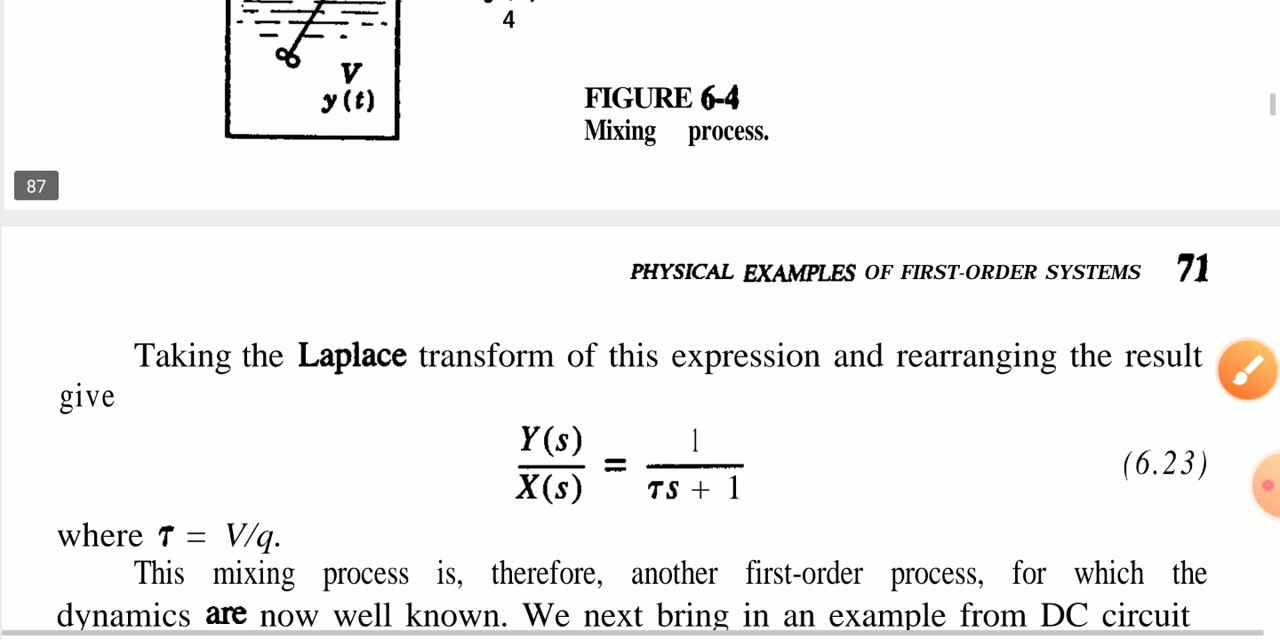 4
V
y(t)
FIGURE 6-4
Mixing process.
87
PHYSICAL EXAMPLES OF FIRST-ORDER SYSTEMS 71
Taking the Laplace transform of this expression and rearranging the result
give
Y(s)/X(s) = 1/(τs + 1) (6.23)
where τ = V/q.
This mixing process is, therefore, another first-order process, for which the
dynamics are now well known. We next bring in an example from DC circuit